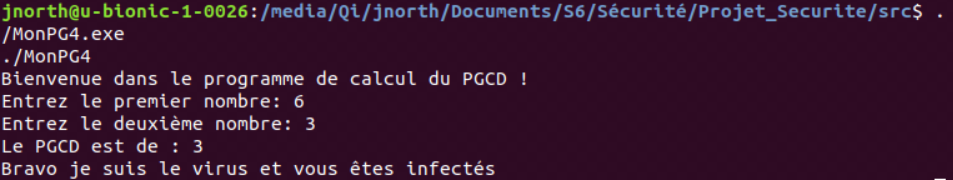 jnorth@u-bionic-1-0026:/media/Qi/jnorth/Documents/S6/Sécurité/Projet_Securite/src$ .
/MonPG4.exe
./MonPG4
Bienvenue dans le programme de calcul du PGCD !
Entrez le premier nombre: 6
Entrez le deuxième nombre: 3
Le PGCD est de : 3
Bravo je suis le virus et vous êtes infectés